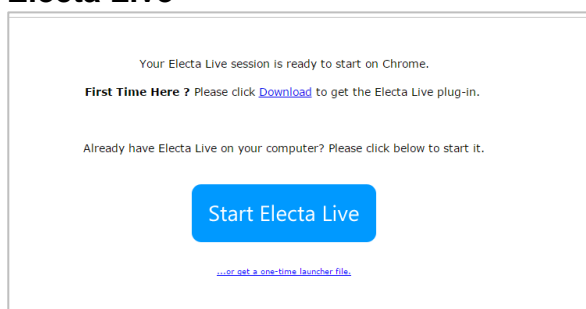 Electa Live
Your Electa Live session is ready to start on Chrome.
First Time Here ? Please click Download to get the Electa Live plug-in.
Already have Electa Live on your computer? Please click below to start it.
Start Electa Live
...or get a one-time launcher file.